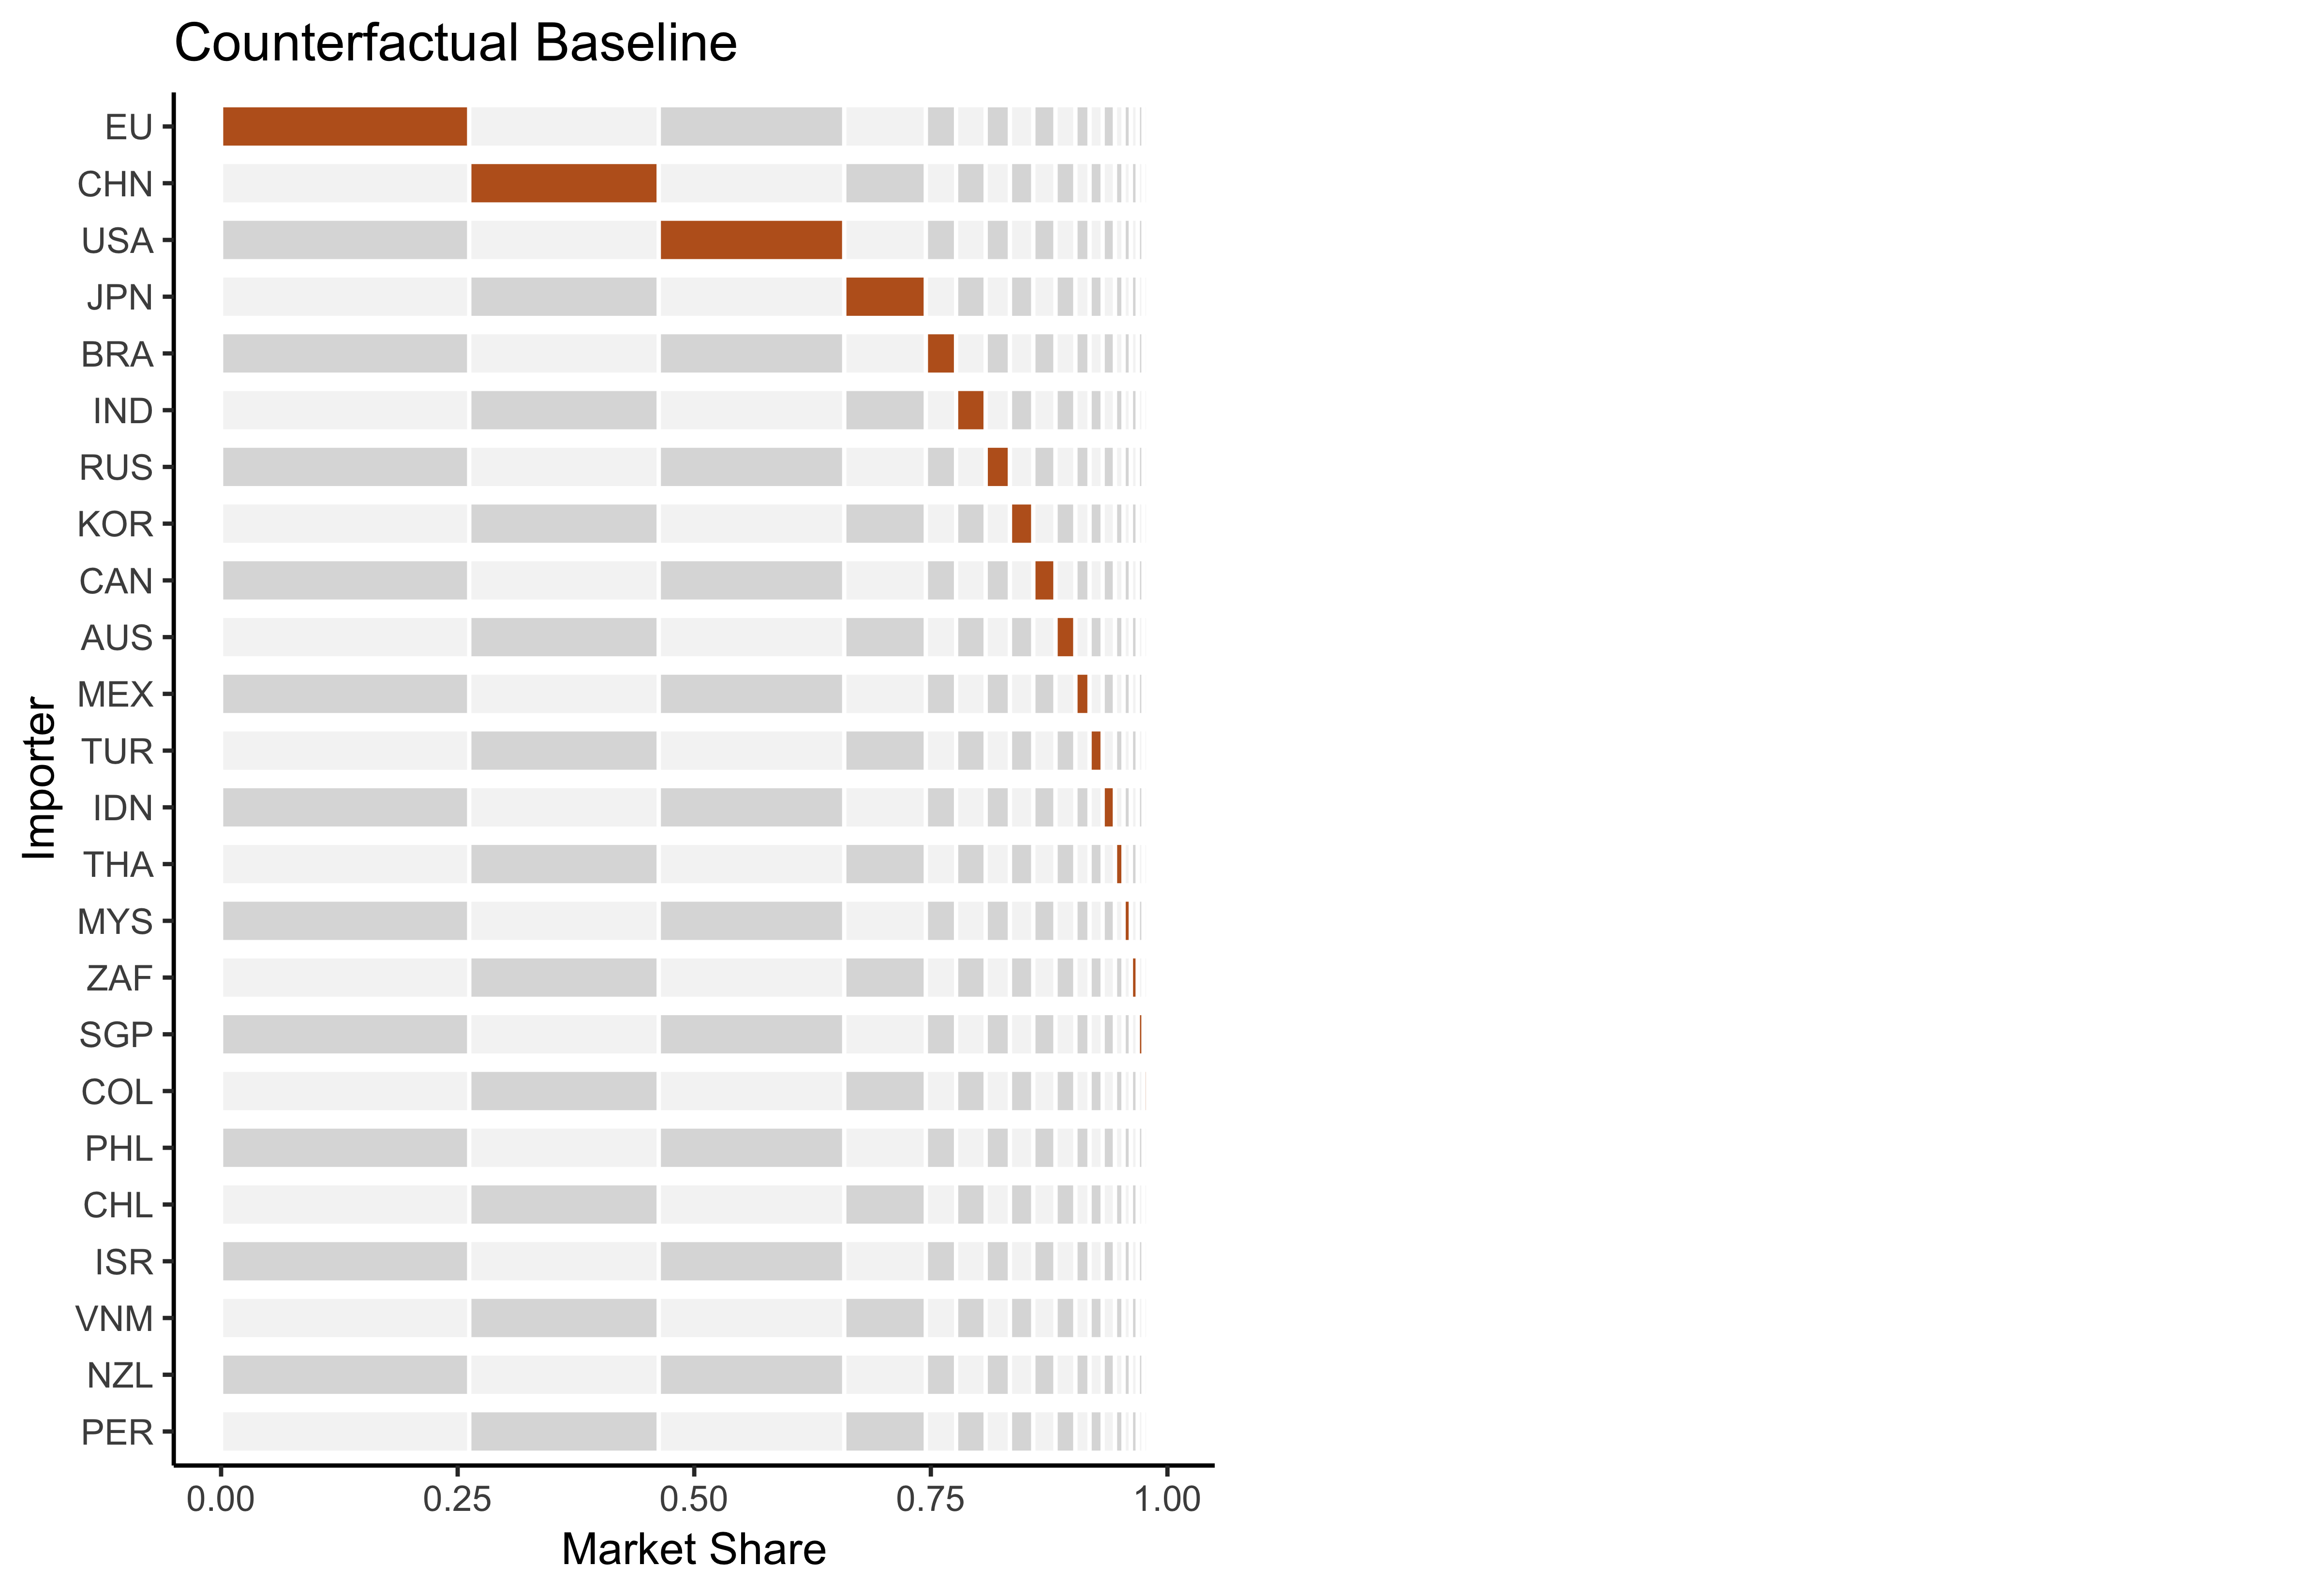 Counterfactual Baseline
EU
CHN
USA
JPN
BRA
IND
RUS
KOR
CAN
AUS
MEX
TUR
IDN
THA
MYS
ZAF
SGP
COL
PHL
CHL
ISR
VNM
NZL
PER
Importer
0.00 0.25 0.50 0.75 1.00
Market Share